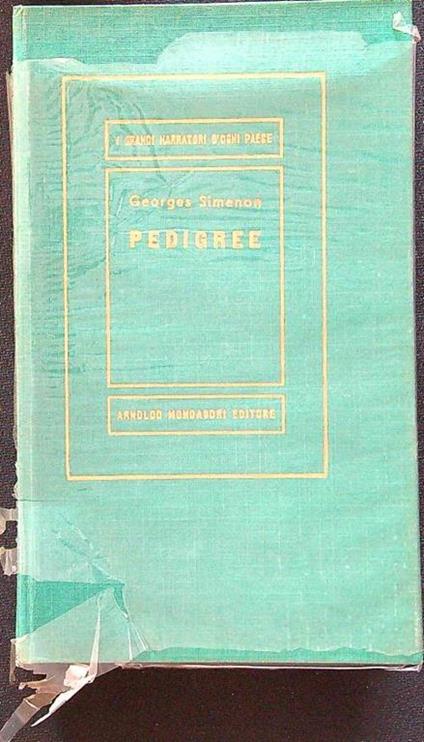 I GRANDI NARRATORI D'OGNI PAESE
Georges Simenon
PEDIGREE
ARNOLDO MONDADORI EDITORE